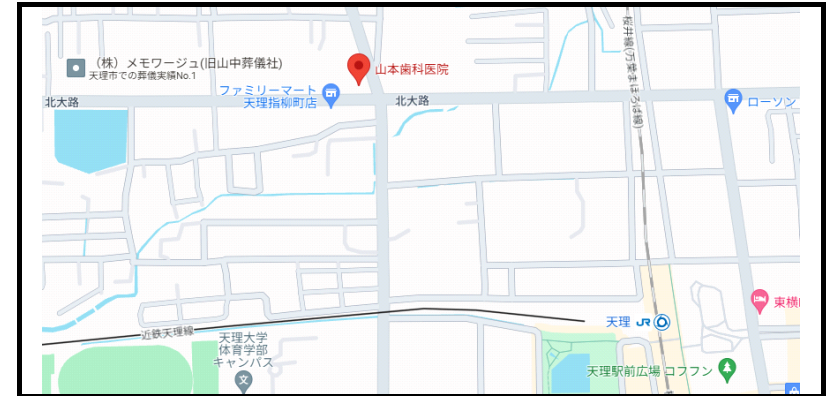 (株)メモワージュ(旧山中葬儀社)
天理市での葬儀実績No.1
山本歯科医院
ファミリーマート
天理指柳町店
北大路
北大路
ローソン
桜井線(万葉まほろば線)
近鉄天理線
天理大学
体育学部
キャンパス
天理 JR
東横I
天理駅前広場 コフフン